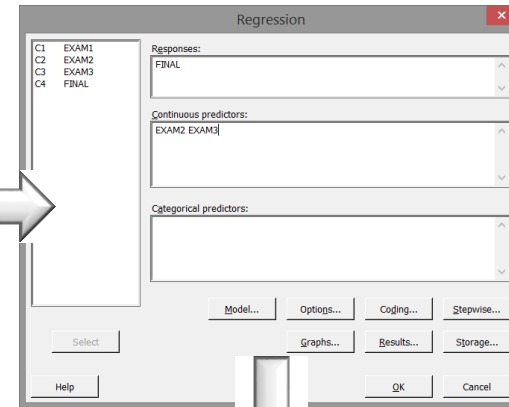 Regression
x
C1 EXAM1
C2 EXAM2
C3 EXAM3
C4 FINAL
Responses:
FINAL
Continuous predictors:
EXAM2 EXAM3
Categorical predictors:
Model... Options... Coding... Stepwise...
Select Graphs... Results... Storage...
Help OK Cancel